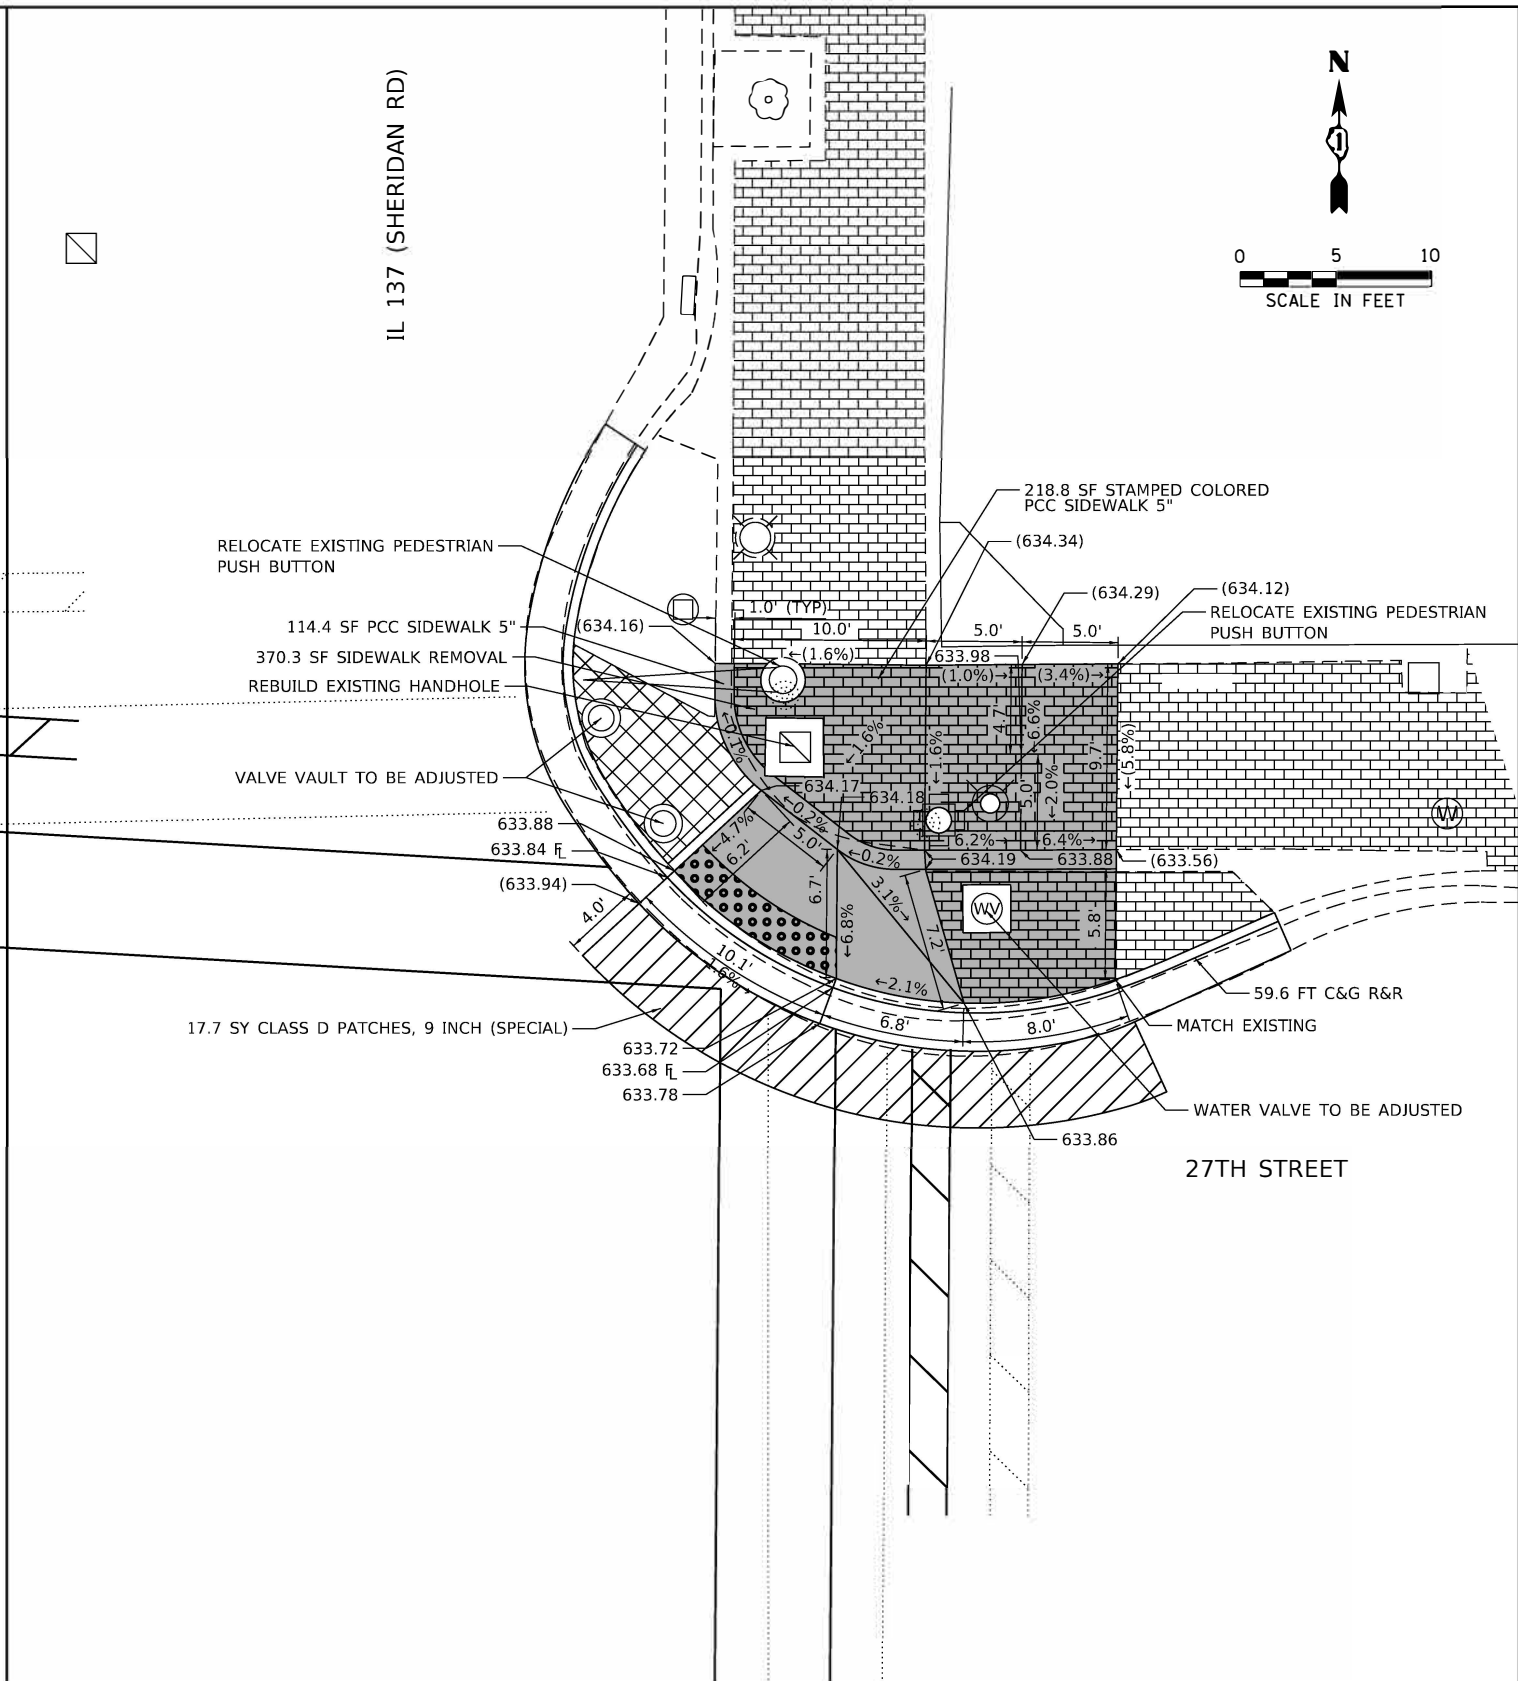 N
IL 137 (SHERIDAN RD)
0 5 10
SCALE IN FEET
218.8 SF STAMPED COLORED
PCC SIDEWALK 5"
(634.34)
RELOCATE EXISTING PEDESTRIAN
PUSH BUTTON
(634.29)
(634.12)
RELOCATE EXISTING PEDESTRIAN
PUSH BUTTON
1.0' (TYP)
114.4 SF PCC SIDEWALK 5"
(634.16)
10.0'
5.0'
5.0'
370.3 SF SIDEWALK REMOVAL
←(1.6%)
633.98
(1.0%)→
(3.4%)→
REBUILD EXISTING HANDHOLE
←0.1%
←1.6%
←1.6%
4.7'
←6.6%
9.7'
←(5.8%)
VALVE VAULT TO BE ADJUSTED
634.17
634.18
5.0'
←2.0%
W
633.88
←4.7%
←0.2%
5.0'
6.2%→
6.4%→
633.84 FL
6.2'
←0.2%
634.19
633.88
(633.56)
(633.94)
6.7'
3.1%→
4.0'
←6.8%
7.2'
WV
5.8'
10.1'
1.6%→
←2.1%
59.6 FT C&G R&R
17.7 SY CLASS D PATCHES, 9 INCH (SPECIAL)
6.8'
8.0'
MATCH EXISTING
633.72
633.68 FL
633.78
WATER VALVE TO BE ADJUSTED
633.86
27TH STREET